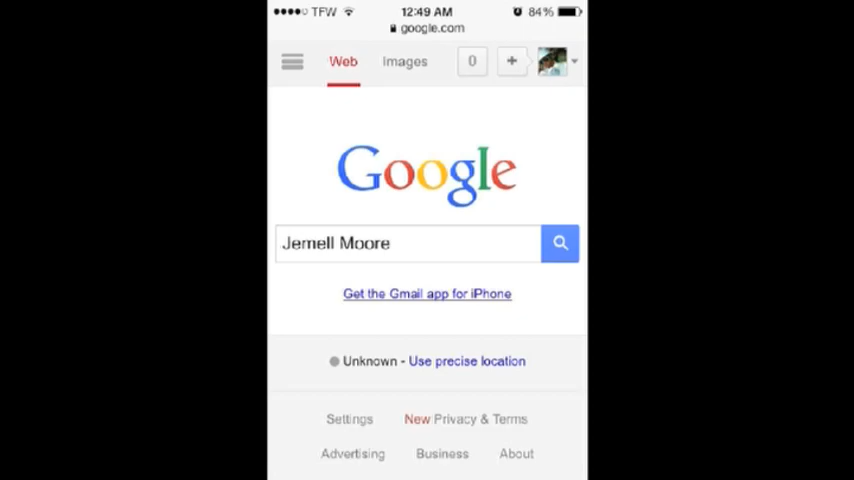 TFW 12:49 AM 84%
google.com
Web Images 0 +
Google
Jernell Moore
Get the Gmail app for iPhone
Unknown - Use precise location
Settings New Privacy & Terms
Advertising Business About